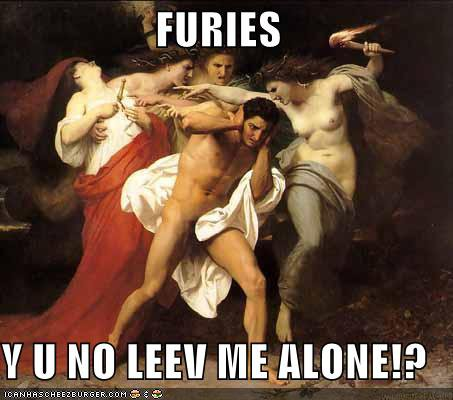 FURIES
Y U NO LEEV ME ALONE!?
ICANHASCHEEZBURGER.COM